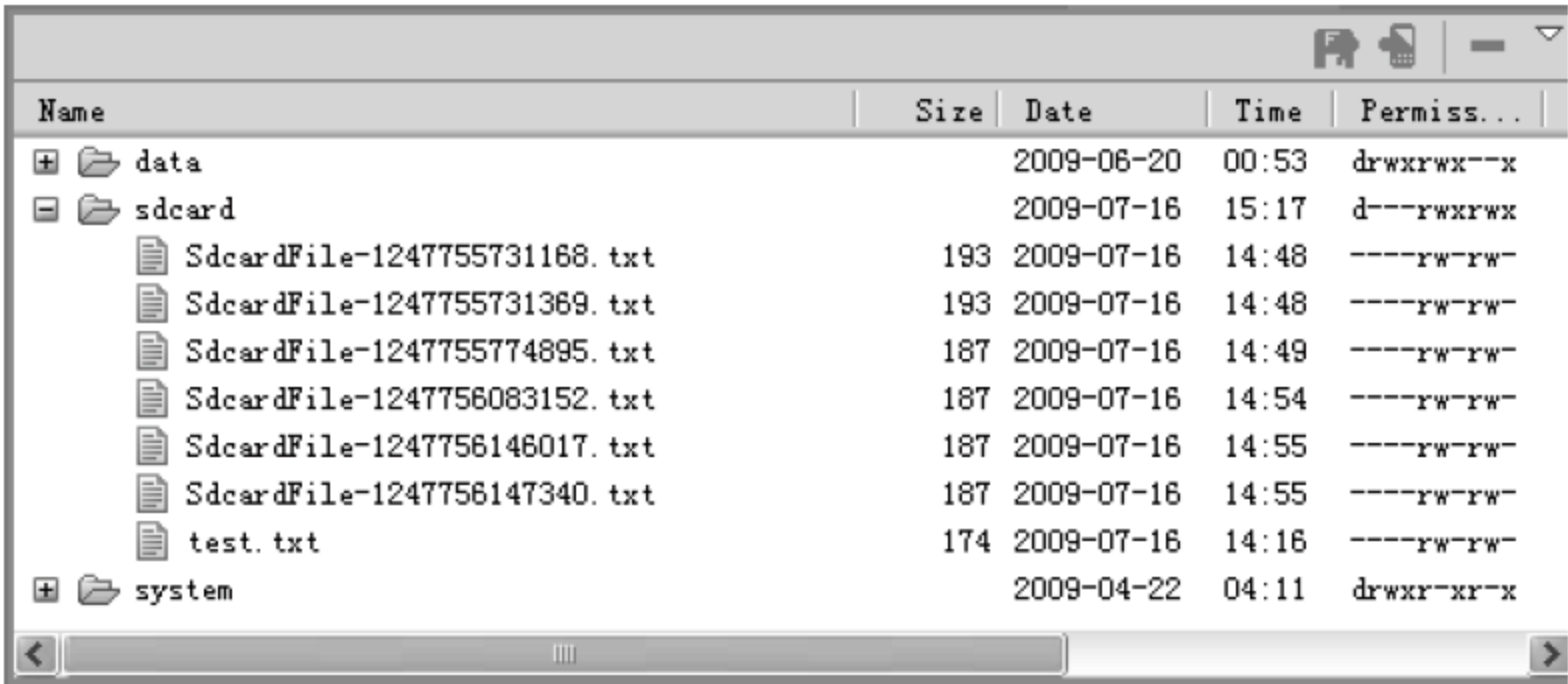 Name Size Date Time Permiss...
data 2009-06-20 00:53 drwxrwx--x
sdcard 2009-07-16 15:17 d---rwxrwx
SdcardFile-1247755731168.txt 193 2009-07-16 14:48 ----rw-rw-
SdcardFile-1247755731369.txt 193 2009-07-16 14:48 ----rw-rw-
SdcardFile-1247755774895.txt 187 2009-07-16 14:49 ----rw-rw-
SdcardFile-1247756083152.txt 187 2009-07-16 14:54 ----rw-rw-
SdcardFile-1247756146017.txt 187 2009-07-16 14:55 ----rw-rw-
SdcardFile-1247756147340.txt 187 2009-07-16 14:55 ----rw-rw-
test.txt 174 2009-07-16 14:16 ----rw-rw-
system 2009-04-22 04:11 drwxr-xr-x